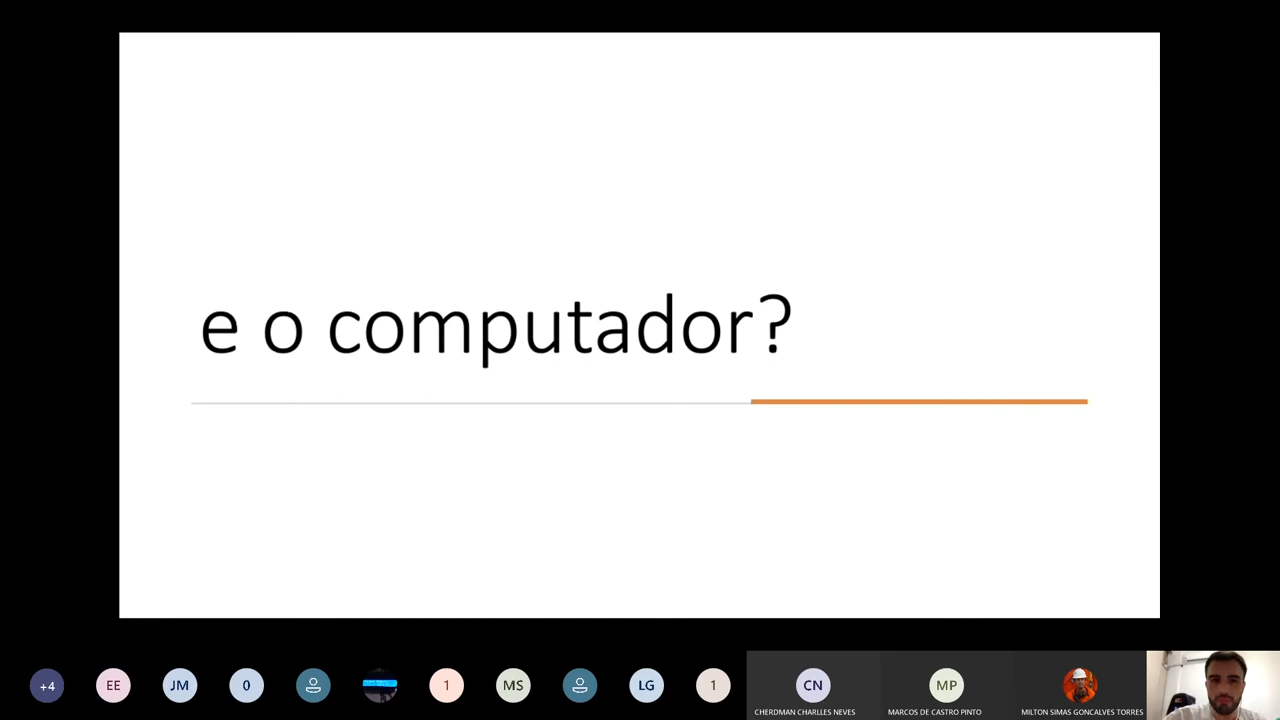 e o computador?
+4
EE
JM
0
1
MS
LG
1
CN
MP
CHERDMAN CHARLLES NEVES
MARCOS DE CASTRO PINTO
MILTON SIMAS GONCALVES TORRES